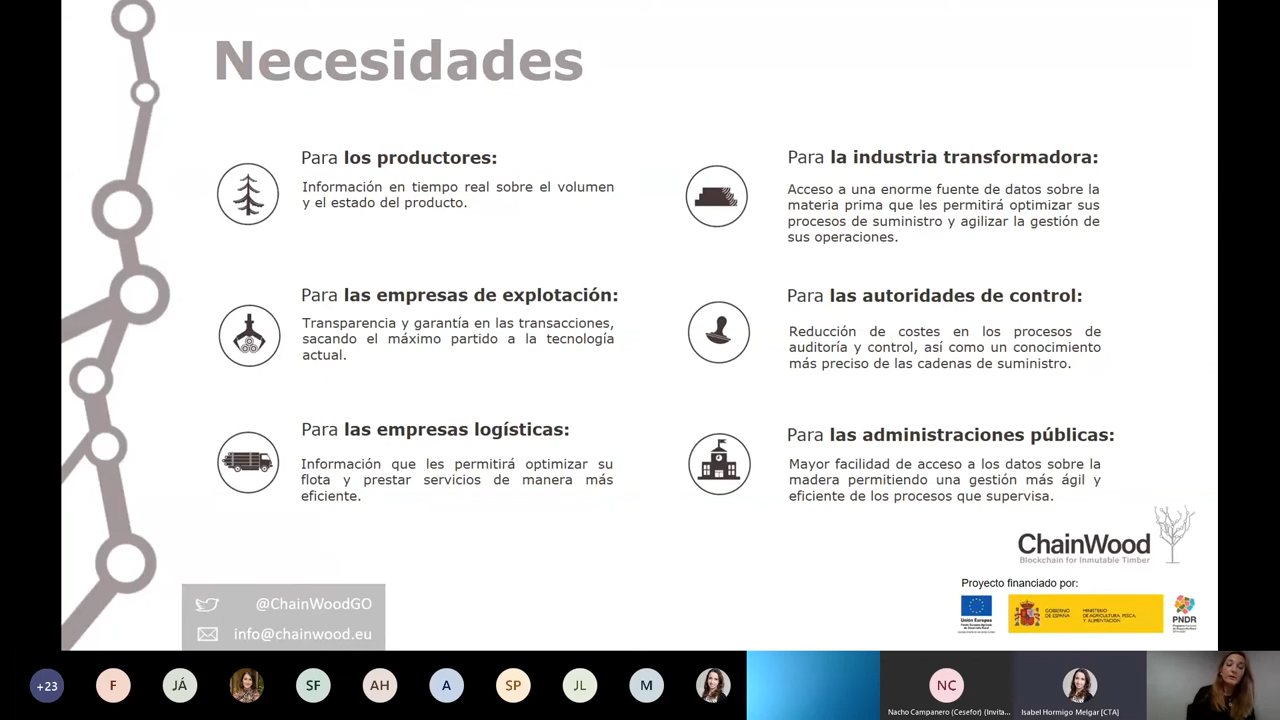 Necesidades
Para los productores:
Información en tiempo real sobre el volumen
y el estado del producto.
Para las empresas de explotación:
Transparencia y garantía en las transacciones,
sacando el máximo partido a la tecnología
actual.
Para las empresas logísticas:
Información que les permitirá optimizar su
flota y prestar servicios de manera más
eficiente.
Para la industria transformadora:
Acceso a una enorme fuente de datos sobre la
materia prima que les permitirá optimizar sus
procesos de suministro y agilizar la gestión de
sus operaciones.
Para las autoridades de control:
Reducción de costes en los procesos de
auditoría y control, así como un conocimiento
más preciso de las cadenas de suministro.
Para las administraciones públicas:
Mayor facilidad de acceso a los datos sobre la
madera permitiendo una gestión más ágil y
eficiente de los procesos que supervisa.
ChainWood
Blockchain for Inmutable Timber
Proyecto financiado por:
Unión Europea
GOBIERNO
DE ESPAÑA
MINISTERIO
DE AGRICULTURA, PESCA
Y ALIMENTACIÓN
PNDR
@ChainWoodGO
info@chainwood.eu
+23
F
JÁ
SF
AH
A
SP
JL
M
NC
Nacho Campanero (Cesefor) (Invita...
Isabel Hormigo Melgar [CTA]